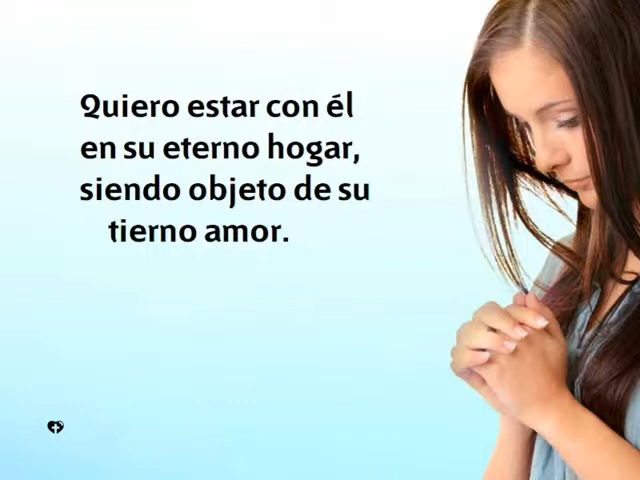 Quiero estar con él
en su eterno hogar,
siendo objeto de su
tierno amor.